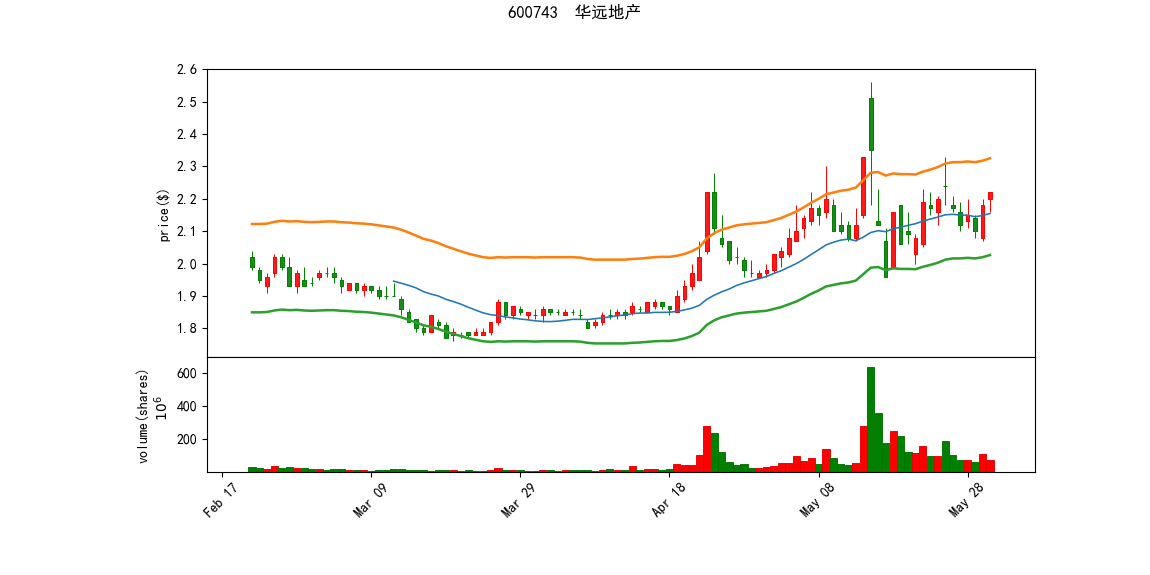 600743 华远地产
2.6
2.5
2.4
2.3
2.2
2.1
2.0
1.9
1.8
price($)
600
400
200
volume(shares)
10^6
Feb 17
Mar 09
Mar 29
Apr 18
May 08
May 28